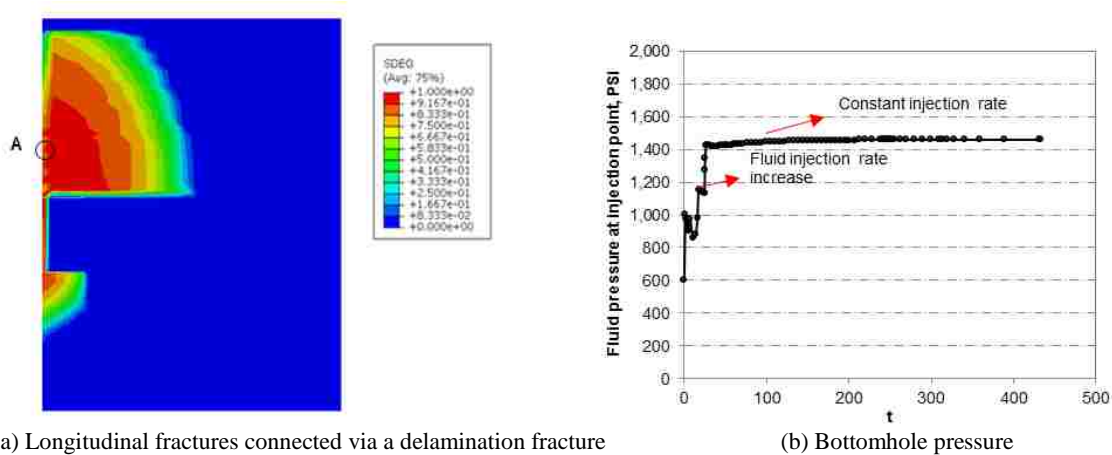 A
SDEG
(Avg: 75%)
+1.000e+00
+9.167e-01
+8.333e-01
+7.500e-01
+6.667e-01
+5.833e-01
+5.000e-01
+4.167e-01
+3.333e-01
+2.500e-01
+1.667e-01
+8.333e-02
+0.000e+00
a) Longitudinal fractures connected via a delamination fracture
Fluid pressure at injection point, PSI
2,000
1,800
1,600
1,400
1,200
1,000
800
600
400
200
0
Constant injection rate
Fluid injection rate
increase
0 100 200 300 400 500
t
(b) Bottomhole pressure